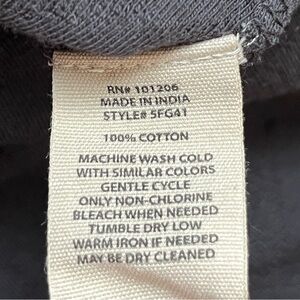 RN# 101206
MADE IN INDIA
STYLE# 5FG41
100% COTTON
MACHINE WASH COLD
WITH SIMILAR COLORS
GENTLE CYCLE
ONLY NON-CHLORINE
BLEACH WHEN NEEDED
TUMBLE DRY LOW
WARM IRON IF NEEDED
MAY BE DRY CLEANED